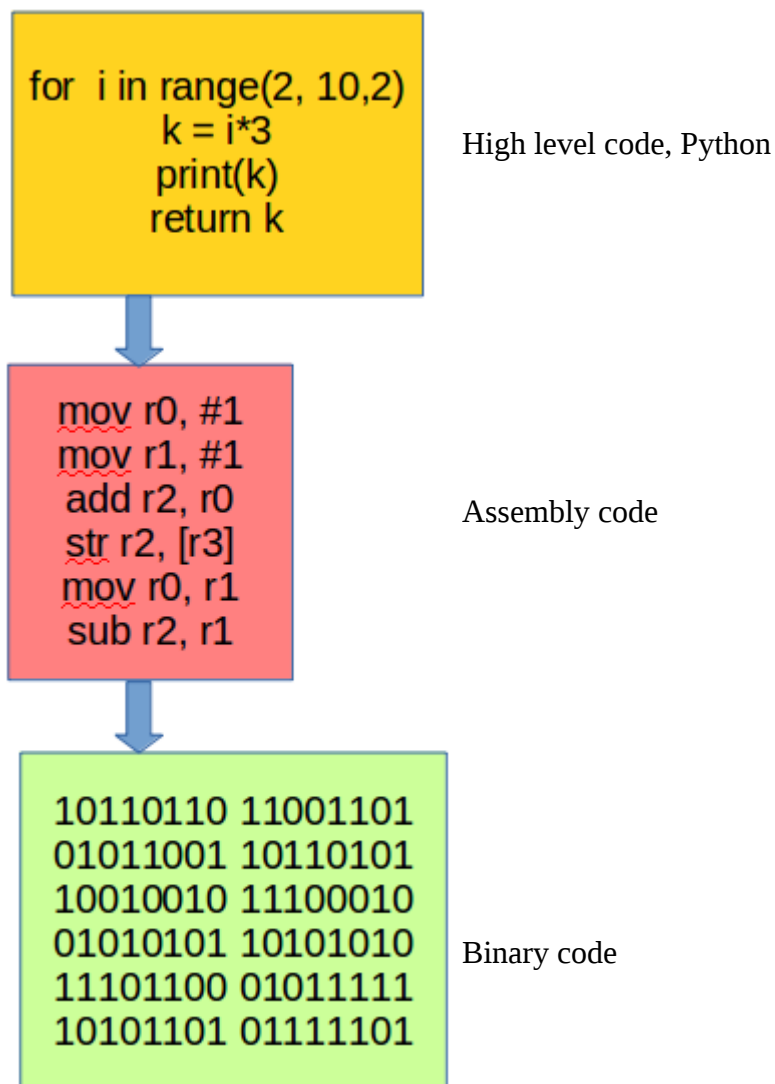 for  i in range(2, 10,2)
k = i*3
print(k)
return k
High level code, Python
mov r0, #1
mov r1, #1
add r2, r0
str r2, [r3]
mov r0, r1
sub r2, r1
Assembly code
10110110 11001101
01011001 10110101
10010010 11100010
01010101 10101010
11101100 01011111
10101101 01111101
Binary code